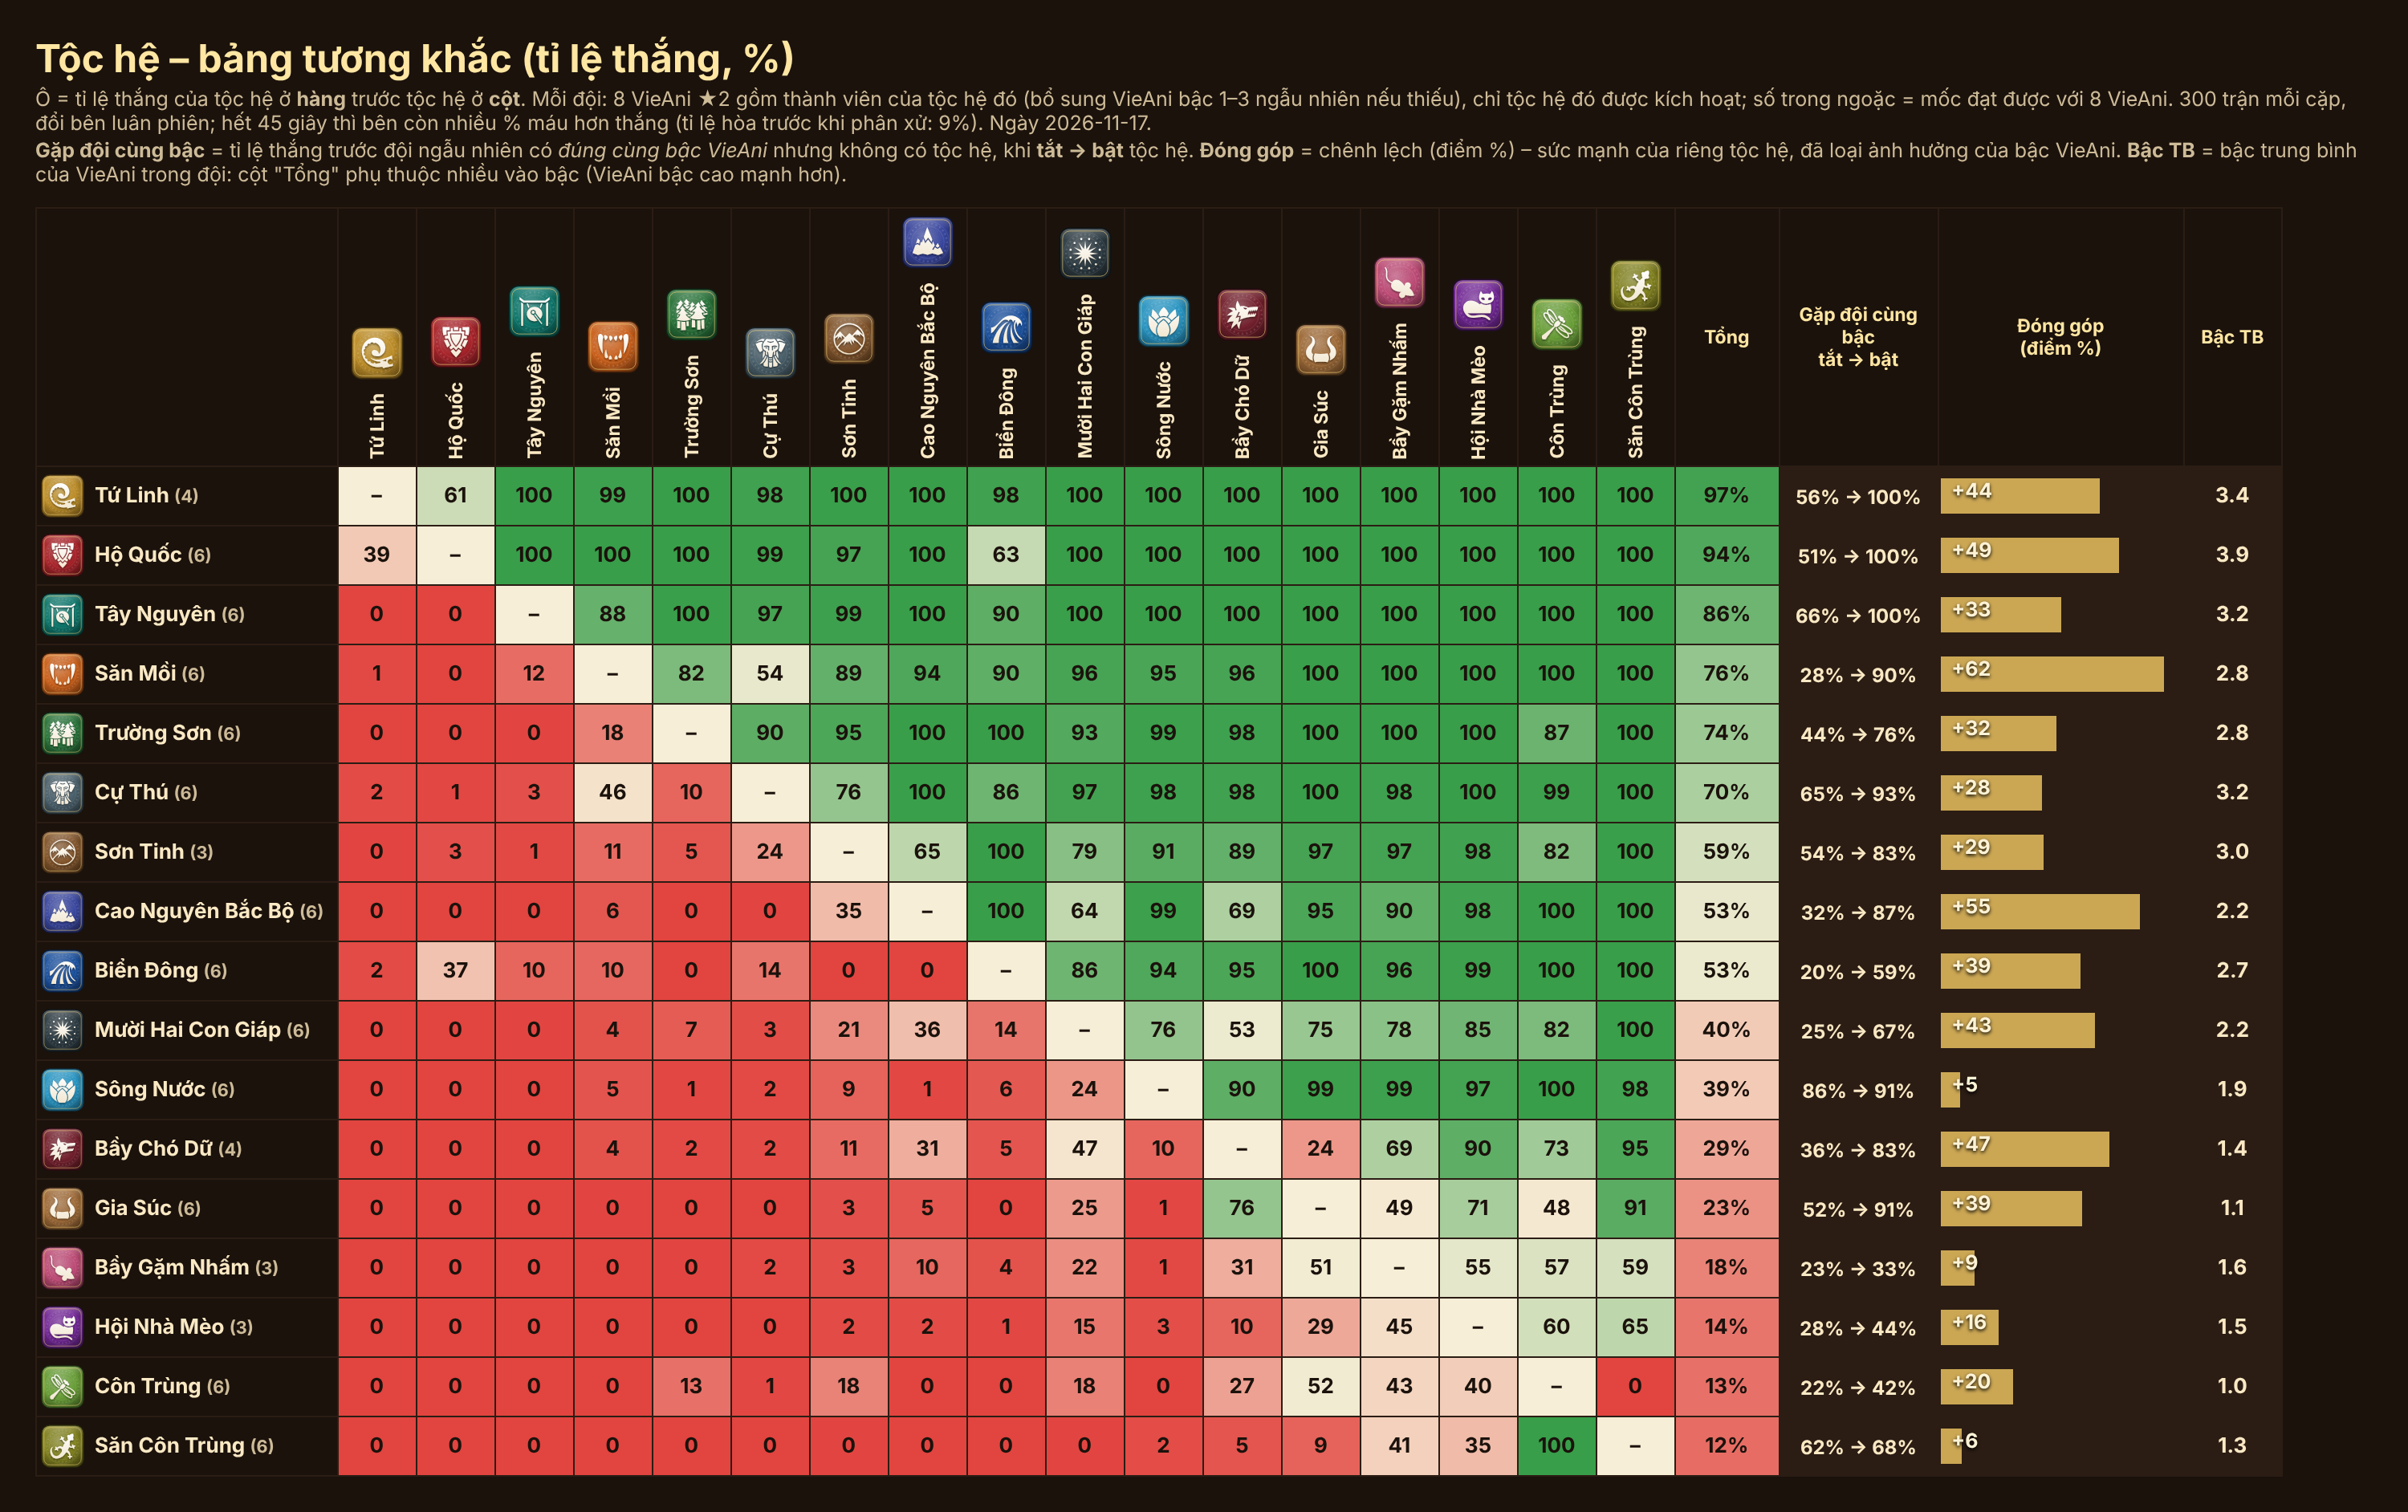 Tộc hệ – bảng tương khắc (tỉ lệ thắng, %)
Ô = tỉ lệ thắng của tộc hệ ở hàng trước tộc hệ ở cột. Mỗi đội: 8 VieAni ★2 gồm thành viên của tộc hệ đó (bổ sung VieAni bậc 1–3 ngẫu nhiên nếu thiếu), chỉ tộc hệ đó được kích hoạt; số trong ngoặc = mốc đạt được với 8 VieAni. 300 trận mỗi cặp,
đổi bên luân phiên; hết 45 giây thì bên còn nhiều % máu hơn thắng (tỉ lệ hòa trước khi phân xử: 9%). Ngày 2026-11-17.
Gặp đội cùng bậc = tỉ lệ thắng trước đội ngẫu nhiên có đúng cùng bậc VieAni nhưng không có tộc hệ, khi tắt → bật tộc hệ. Đóng góp = chênh lệch (điểm %) – sức mạnh của riêng tộc hệ, đã loại ảnh hưởng của bậc VieAni. Bậc TB = bậc trung bình
của VieAni trong đội: cột "Tổng" phụ thuộc nhiều vào bậc (VieAni bậc cao mạnh hơn).
Tứ Linh Hộ Quốc Tây Nguyên Săn Mồi Trường Sơn Cự Thú Sơn Tinh Cao Nguyên Bắc Bộ Biển Đông Mười Hai Con Giáp Sông Nước Bầy Chó Dữ Gia Súc Bầy Gặm Nhấm Hội Nhà Mèo Côn Trùng Săn Côn Trùng Tổng Gặp đội cùng bậc tắt → bật Đóng góp (điểm %) Bậc TB
Tứ Linh (4) – 61 100 99 100 98 100 100 98 100 100 100 100 100 100 100 100 97% 56% → 100% +44 3.4
Hộ Quốc (6) 39 – 100 100 100 99 97 100 63 100 100 100 100 100 100 100 100 94% 51% → 100% +49 3.9
Tây Nguyên (6) 0 0 – 88 100 97 99 100 90 100 100 100 100 100 100 100 100 86% 66% → 100% +33 3.2
Săn Mồi (6) 1 0 12 – 82 54 89 94 90 96 95 96 100 100 100 100 100 76% 28% → 90% +62 2.8
Trường Sơn (6) 0 0 0 18 – 90 95 100 100 93 99 98 100 100 100 87 100 74% 44% → 76% +32 2.8
Cự Thú (6) 2 1 3 46 10 – 76 100 86 97 98 98 100 98 100 99 100 70% 65% → 93% +28 3.2
Sơn Tinh (3) 0 3 1 11 5 24 – 65 100 79 91 89 97 97 98 82 100 59% 54% → 83% +29 3.0
Cao Nguyên Bắc Bộ (6) 0 0 0 6 0 0 35 – 100 64 99 69 95 90 98 100 100 53% 32% → 87% +55 2.2
Biển Đông (6) 2 37 10 10 0 14 0 0 – 86 94 95 100 96 99 100 100 53% 20% → 59% +39 2.7
Mười Hai Con Giáp (6) 0 0 0 4 7 3 21 36 14 – 76 53 75 78 85 82 100 40% 25% → 67% +43 2.2
Sông Nước (6) 0 0 0 5 1 2 9 1 6 24 – 90 99 99 97 100 98 39% 86% → 91% +5 1.9
Bầy Chó Dữ (4) 0 0 0 4 2 2 11 31 5 47 10 – 24 69 90 73 95 29% 36% → 83% +47 1.4
Gia Súc (6) 0 0 0 0 0 0 3 5 0 25 1 76 – 49 71 48 91 23% 52% → 91% +39 1.1
Bầy Gặm Nhấm (3) 0 0 0 0 0 2 3 10 4 22 1 31 51 – 55 57 59 18% 23% → 33% +9 1.6
Hội Nhà Mèo (3) 0 0 0 0 0 0 2 2 1 15 3 10 29 45 – 60 65 14% 28% → 44% +16 1.5
Côn Trùng (6) 0 0 0 0 13 1 18 0 0 18 0 27 52 43 40 – 0 13% 22% → 42% +20 1.0
Săn Côn Trùng (6) 0 0 0 0 0 0 0 0 0 0 2 5 9 41 35 100 – 12% 62% → 68% +6 1.3